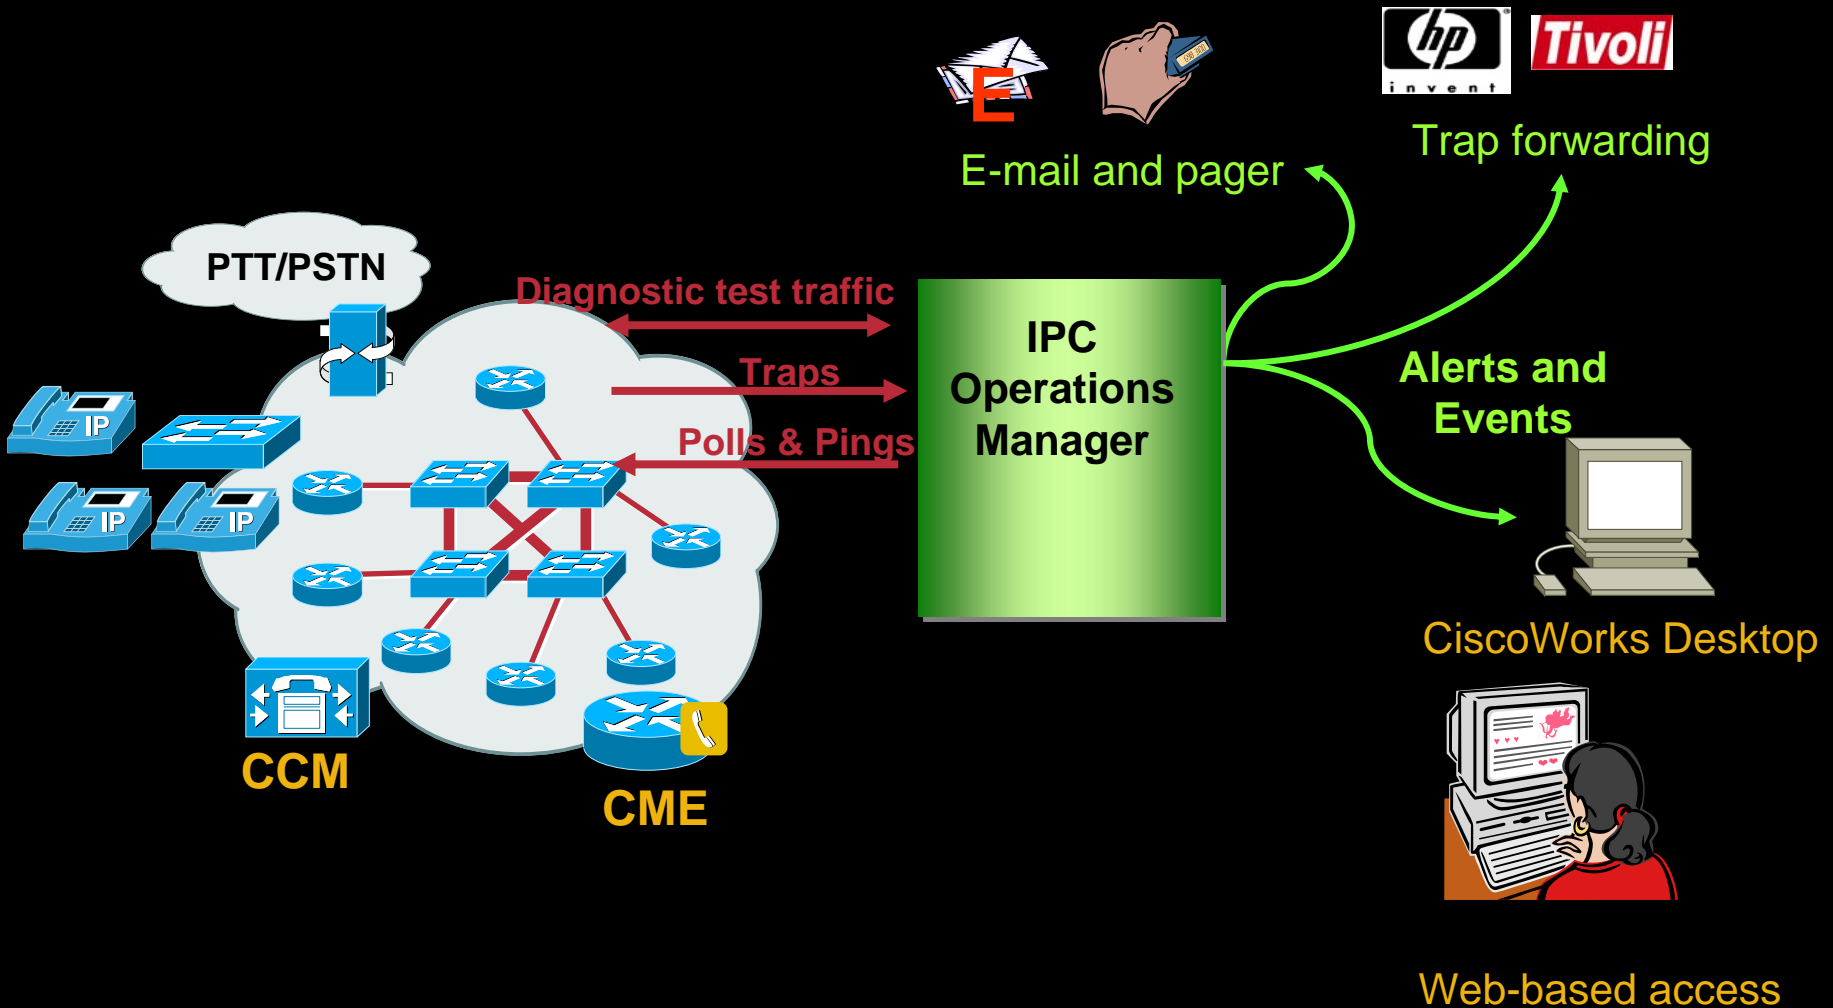 hp
invent
Tivoli
E
E-mail and pager
Trap forwarding
PTT/PSTN
Diagnostic test traffic
Traps
Polls & Pings
IPC
Operations
Manager
Alerts and
Events
IP
IP
IP
CiscoWorks Desktop
CCM
CME
Web-based access